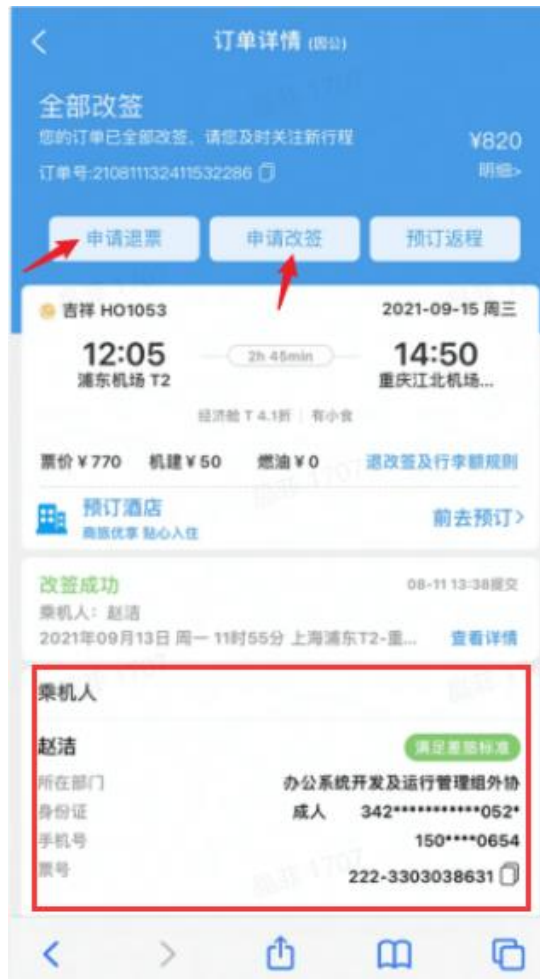 订单详情 (因公)
全部改签
您的订单已全部改签，请您及时关注新行程
¥820
订单号:210811132411532286
明细>
申请退票 申请改签 预订返程
吉祥 HO1053 2021-09-15 周三
12:05 2h 45min 14:50
浦东机场 T2 重庆江北机场...
经济舱 T 4.1折 | 有小食
票价¥770 机建¥50 燃油¥0 退改签及行李额规则
预订酒店
商旅优享 贴心入住
前去预订>
改签成功 08-11 13:38提交
乘机人: 赵洁
2021年09月13日 周一 11时55分 上海浦东T2-重... 查看详情
乘机人
赵洁 满足差旅标准
所在部门 办公系统开发及运行管理组外协
身份证 成人 342***********052*
手机号 150****0654
票号 222-3303038631